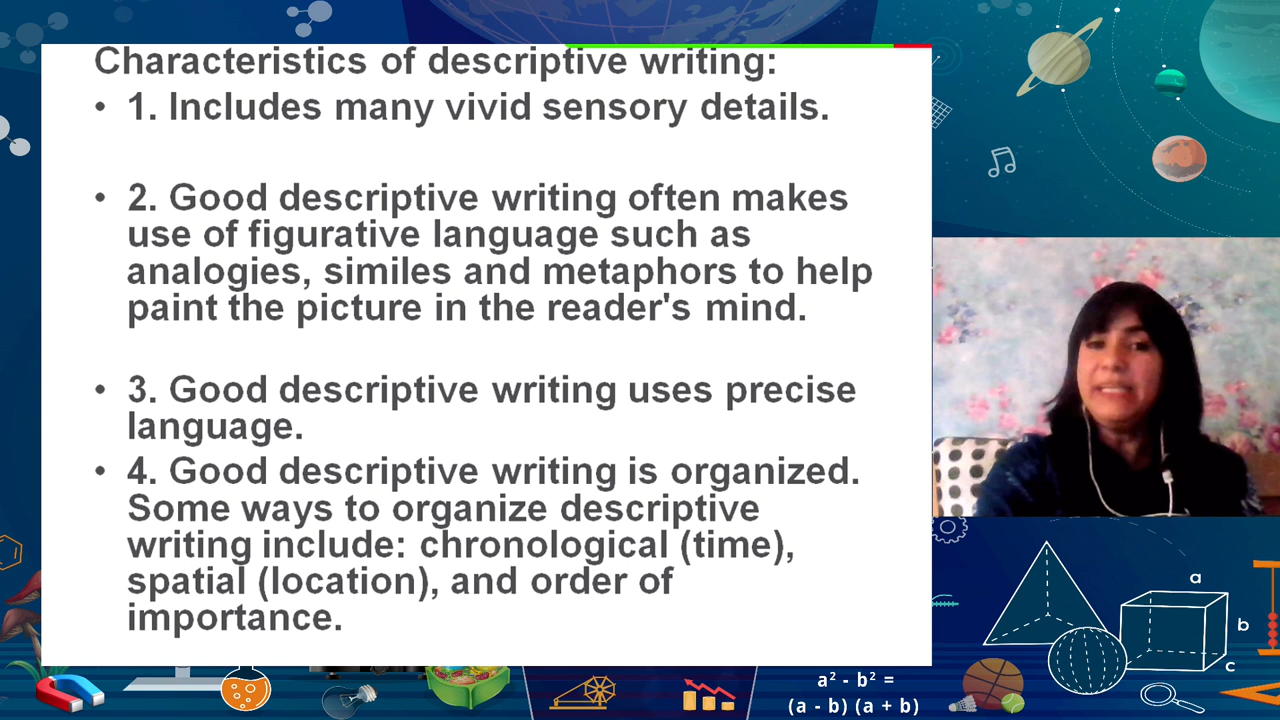 Characteristics of descriptive writing:
• 1. Includes many vivid sensory details.
• 2. Good descriptive writing often makes
use of figurative language such as
analogies, similes and metaphors to help
paint the picture in the reader's mind.
• 3. Good descriptive writing uses precise
language.
• 4. Good descriptive writing is organized.
Some ways to organize descriptive
writing include: chronological (time),
spatial (location), and order of
importance.
a
b
c
a² - b² =
(a - b) (a + b)